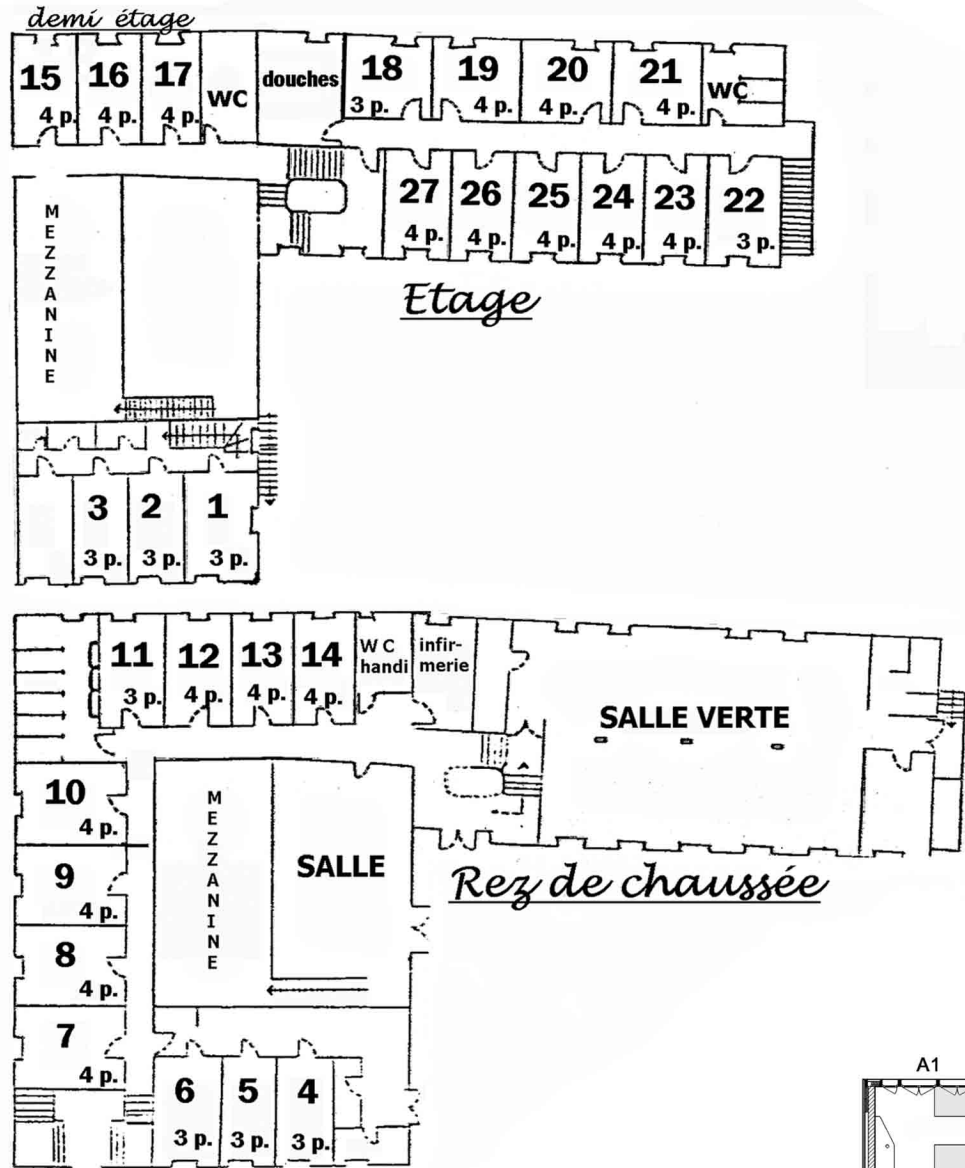 demi étage
15 16 17 WC douches 18 19 20 21 WC
4 p. 4 p. 4 p. 3 p. 4 p. 4 p. 4 p.
27 26 25 24 23 22
4 p. 4 p. 4 p. 4 p. 4 p. 3 p.
MEZZANINE
Etage
3 2 1
3 p. 3 p. 3 p.
11 12 13 14 W C infir-
handi merie
3 p. 4 p. 4 p. 4 p.
SALLE VERTE
10
4 p.
MEZZANINE
SALLE
9
4 p.
Rez de chaussée
8
4 p.
7
4 p.
6 5 4
3 p. 3 p. 3 p.
A1